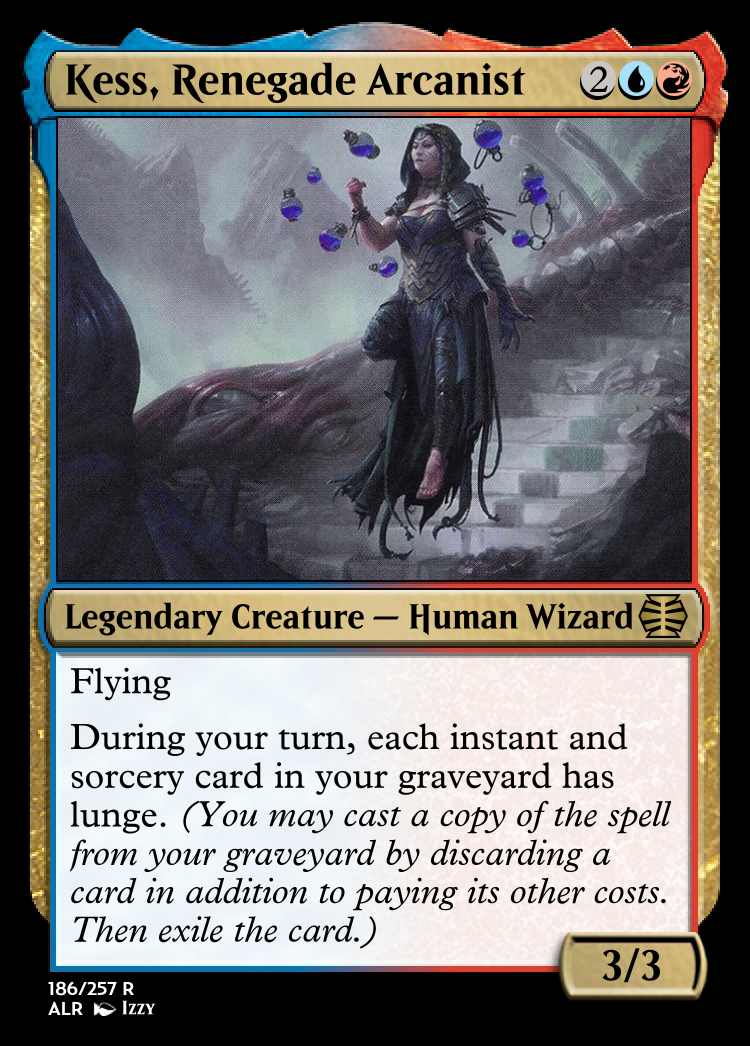 Kess, Renegade Arcanist 2
Legendary Creature — Human Wizard
Flying
During your turn, each instant and
sorcery card in your graveyard has
lunge. (You may cast a copy of the spell
from your graveyard by discarding a
card in addition to paying its other costs.
Then exile the card.)
3/3
186/257 R
ALR Izzy